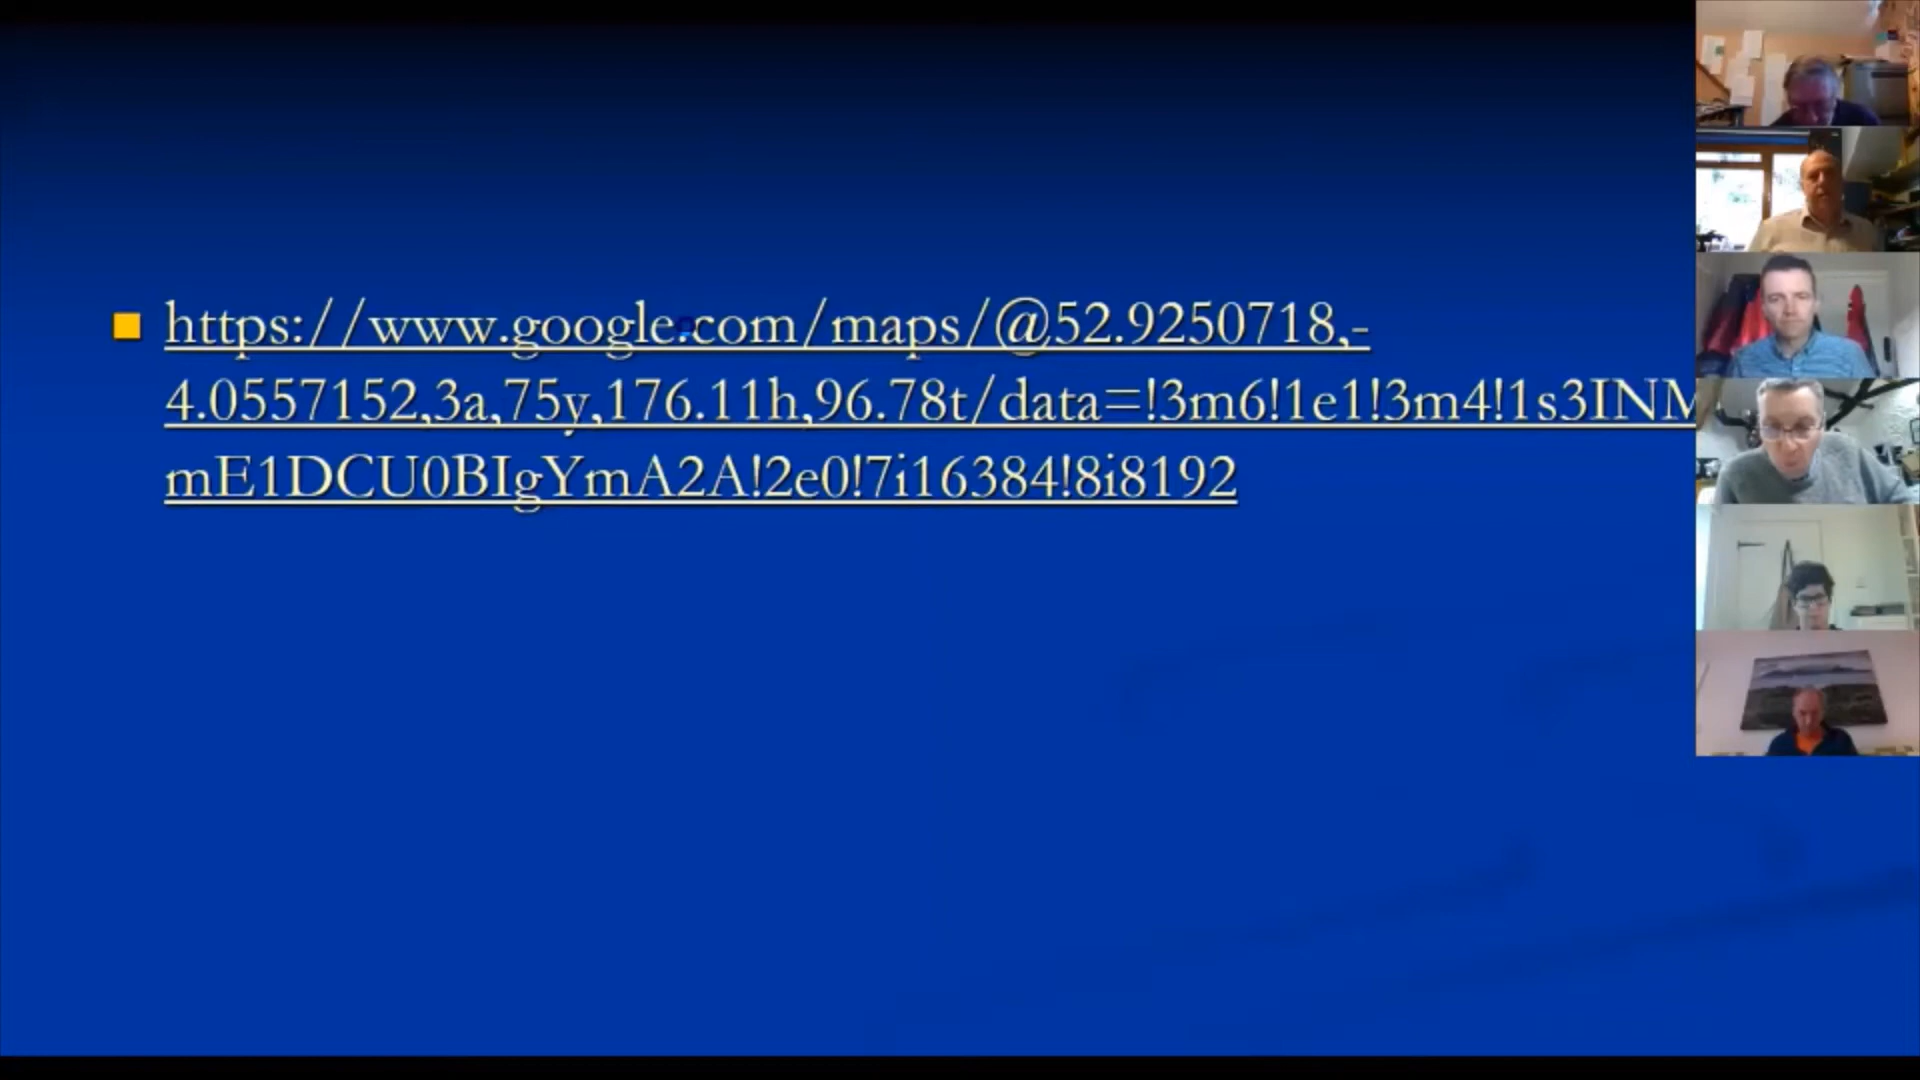 https://www.google.com/maps/@52.9250718,-
4.0557152,3a,75y,176.11h,96.78t/data=!3m6!1e1!3m4!1s3INM
mE1DCU0BIgYmA2A!2e0!7i16384!8i8192